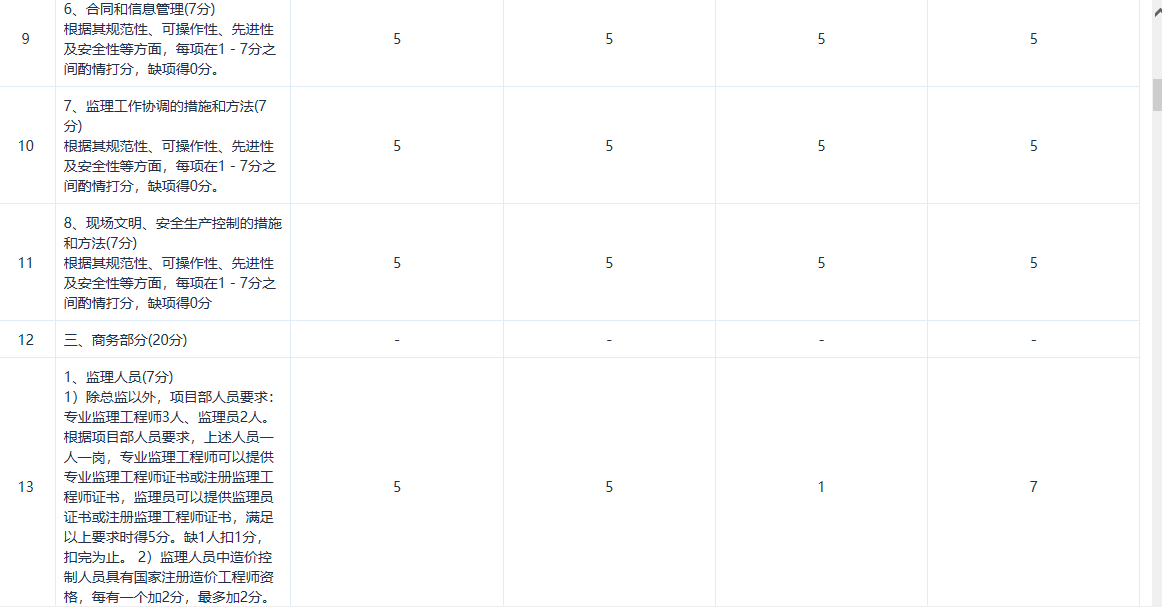 6、合同和信息管理(7分)
根据其规范性、可操作性、先进性
及安全性等方面，每项在1－7分之
间酌情打分，缺项得0分。
9
5
5
5
5
7、监理工作协调的措施和方法(7
分)
根据其规范性、可操作性、先进性
及安全性等方面，每项在1－7分之
间酌情打分，缺项得0分。
10
5
5
5
5
8、现场文明、安全生产控制的措施
和方法(7分)
根据其规范性、可操作性、先进性
及安全性等方面，每项在1－7分之
间酌情打分，缺项得0分
11
5
5
5
5
12
三、商务部分(20分)
-
-
-
-
1、监理人员(7分)
1）除总监以外，项目部人员要求：
专业监理工程师3人、监理员2人。
根据项目部人员要求，上述人员一
人一岗，专业监理工程师可以提供
专业监理工程师证书或注册监理工
程师证书，监理员可以提供监理员
证书或注册监理工程师证书，满足
以上要求时得5分。缺1人扣1分，
扣完为止。 2）监理人员中造价控
制人员具有国家注册造价工程师资
格，每有一个加2分，最多加2分。
13
5
5
1
7